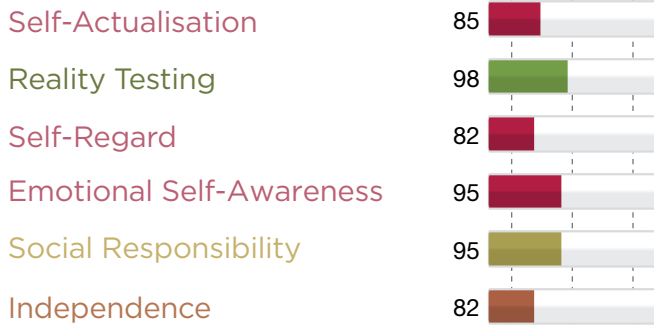 Self-Actualisation 85
Reality Testing 98
Self-Regard 82
Emotional Self-Awareness 95
Social Responsibility 95
Independence 82